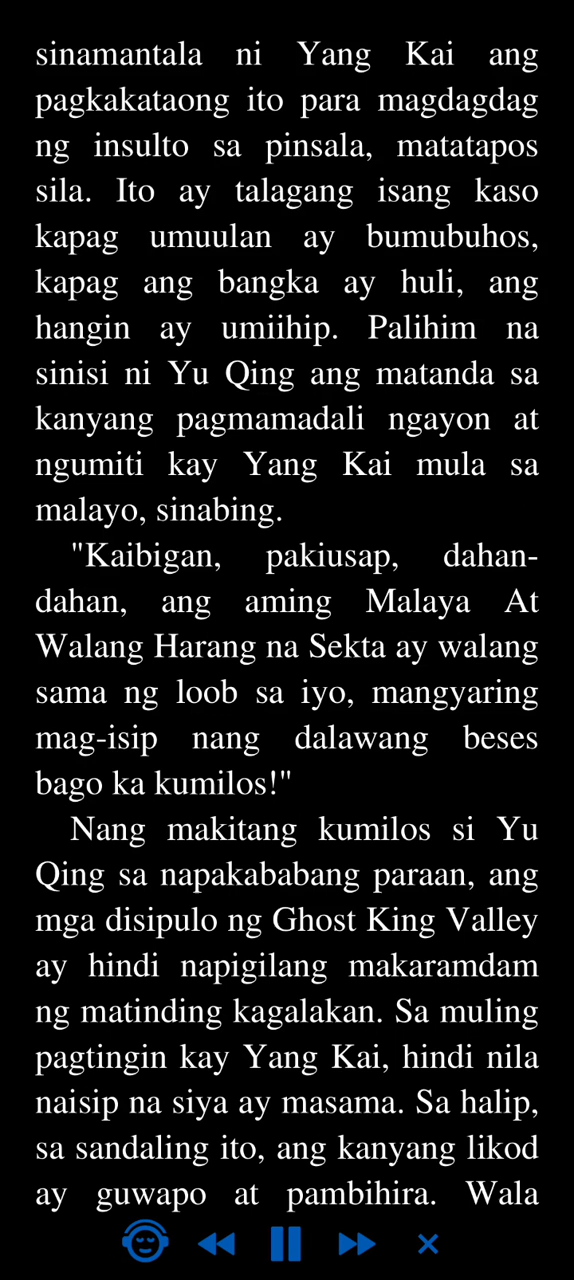 sinamantala ni Yang Kai ang
pagkakataong ito para magdagdag
ng insulto sa pinsala, matatapos
sila. Ito ay talagang isang kaso
kapag umuulan ay bumubuhos,
kapag ang bangka ay huli, ang
hangin ay umiihip. Palihim na
sinisi ni Yu Qing ang matanda sa
kanyang pagmamadali ngayon at
ngumiti kay Yang Kai mula sa
malayo, sinabing.
"Kaibigan, pakiusap, dahan-
dahan, ang aming Malaya At
Walang Harang na Sekta ay walang
sama ng loob sa iyo, mangyaring
mag-isip nang dalawang beses
bago ka kumilos!"
Nang makitang kumilos si Yu
Qing sa napakababang paraan, ang
mga disipulo ng Ghost King Valley
ay hindi napigilang makaramdam
ng matinding kagalakan. Sa muling
pagtingin kay Yang Kai, hindi nila
naisip na siya ay masama. Sa halip,
sa sandaling ito, ang kanyang likod
ay guwapo at pambihira. Wala